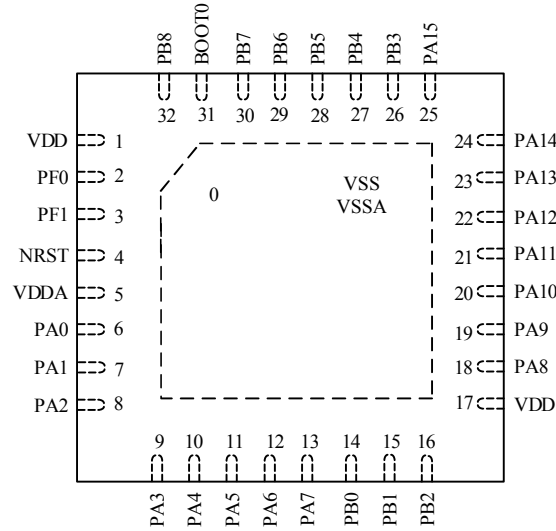 PB8 BOOT0 PB7 PB6 PB5 PB4 PB3 PA15
32 31 30 29 28 27 26 25
VDD 1 24 PA14
PF0 2 23 PA13
PF1 3 0 VSS 22 PA12
VSSA
NRST 4 21 PA11
VDDA 5 20 PA10
PA0 6 19 PA9
PA1 7 18 PA8
PA2 8 17 VDD
9 10 11 12 13 14 15 16
PA3 PA4 PA5 PA6 PA7 PB0 PB1 PB2